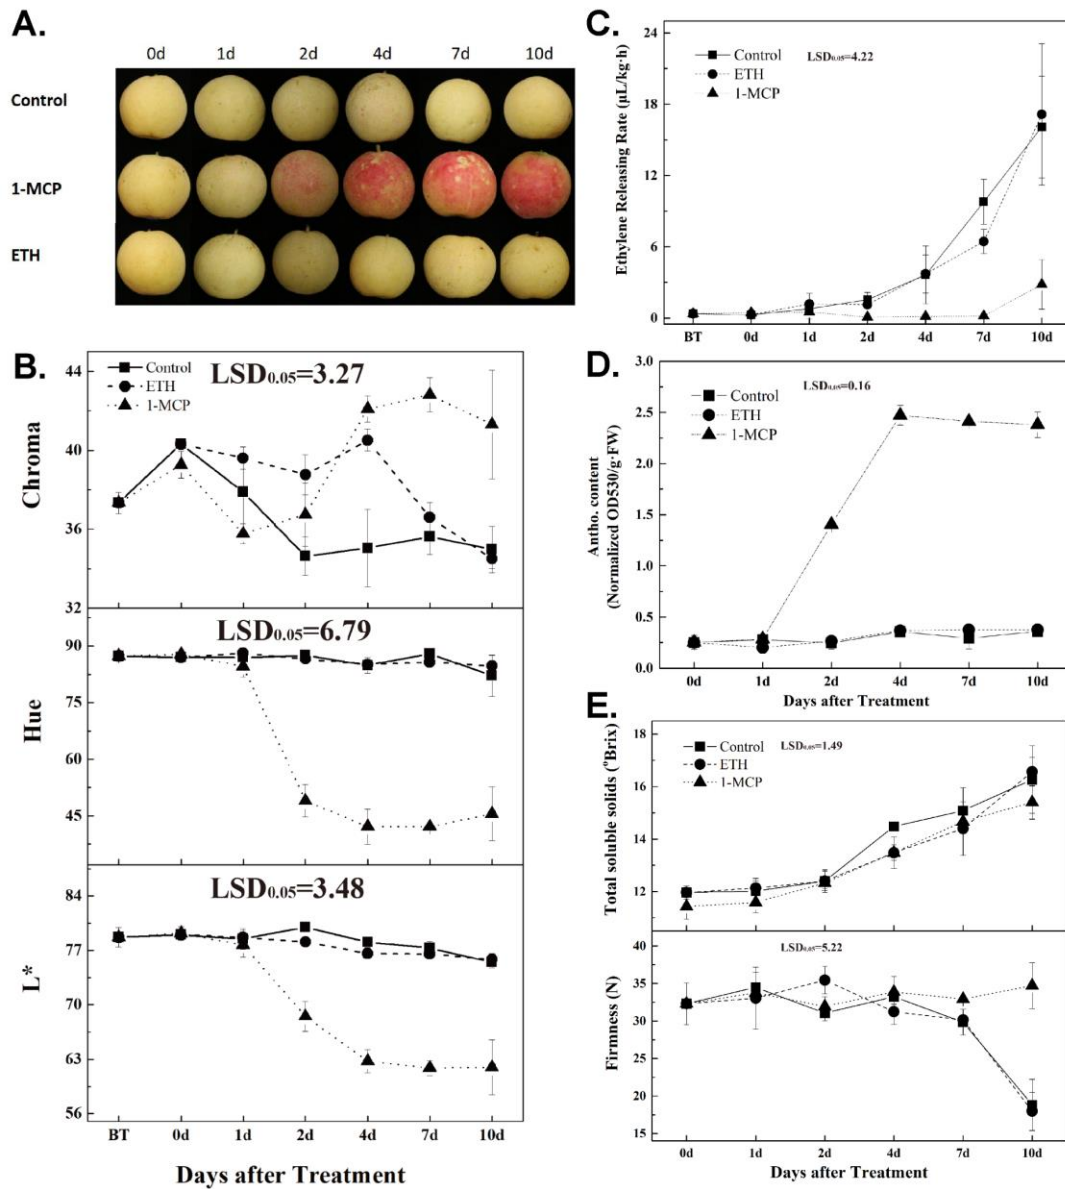 A.
0d 1d 2d 4d 7d 10d
Control
1-MCP
ETH
B.
Control
ETH
1-MCP
LSD0.05=3.27
44
40
36
32
Chroma
LSD0.05=6.79
90
75
60
45
Hue
LSD0.05=3.48
84
77
70
63
56
L*
BT 0d 1d 2d 4d 7d 10d
Days after Treatment
C.
24
18
12
6
0
Ethylene Releasing Rate (μL/kg·h)
Control
ETH
1-MCP
LSD0.05=4.22
BT 0d 1d 2d 4d 7d 10d
D.
3.0
2.5
2.0
1.5
1.0
0.5
0.0
Antho. content
(Normalized OD530/g·FW)
Control
ETH
1-MCP
LSD0.05=0.16
0d 1d 2d 4d 7d 10d
Days after Treatment
E.
18
16
14
12
Total soluble solids (°Brix)
Control
ETH
1-MCP
LSD0.05=1.49
40
35
30
25
20
15
Firmness (N)
LSD0.05=5.22
0d 1d 2d 4d 7d 10d
Days after Treatment